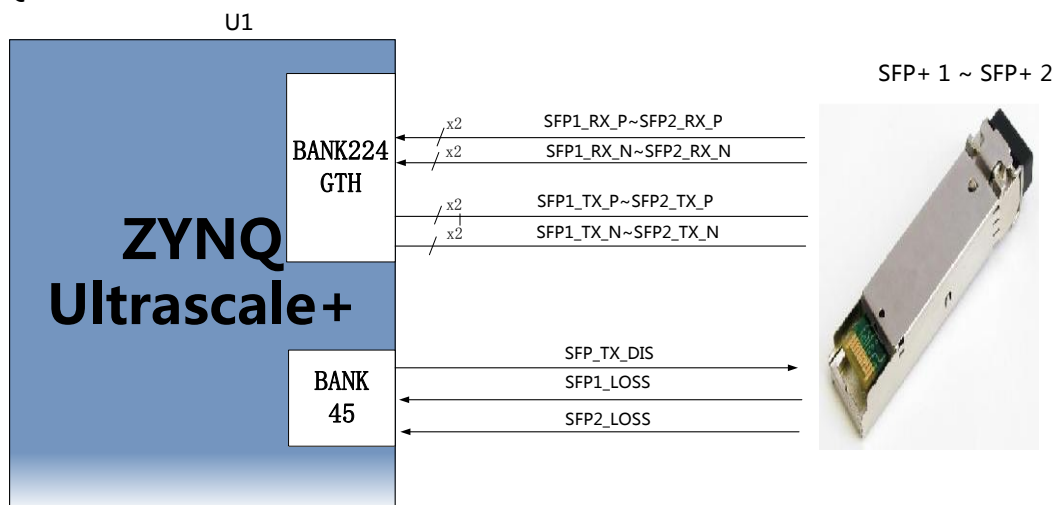 U1
SFP+ 1 ~ SFP+ 2
BANK224
GTH
x2
SFP1_RX_P~SFP2_RX_P
x2
SFP1_RX_N~SFP2_RX_N
x2
SFP1_TX_P~SFP2_TX_P
x2
SFP1_TX_N~SFP2_TX_N
ZYNQ
Ultrascale+
BANK
45
SFP_TX_DIS
SFP1_LOSS
SFP2_LOSS